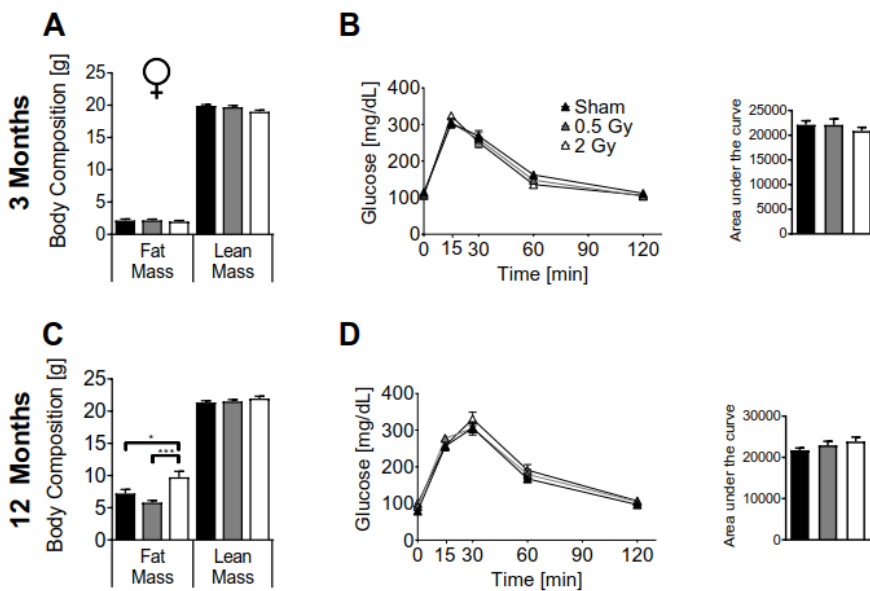 A
B
3 Months
Body Composition [g]
25
20
15
10
5
0
Fat Mass
Lean Mass
Glucose [mg/dL]
400
300
200
100
0
Sham
0.5 Gy
2 Gy
0 15 30 60 90 120
Time [min]
Area under the curve
25000
20000
15000
10000
5000
0
C
D
12 Months
Body Composition [g]
25
20
15
10
5
0
*
***
Fat Mass
Lean Mass
Glucose [mg/dL]
400
300
200
100
0
0 15 30 60 90 120
Time [min]
Area under the curve
30000
20000
10000
0